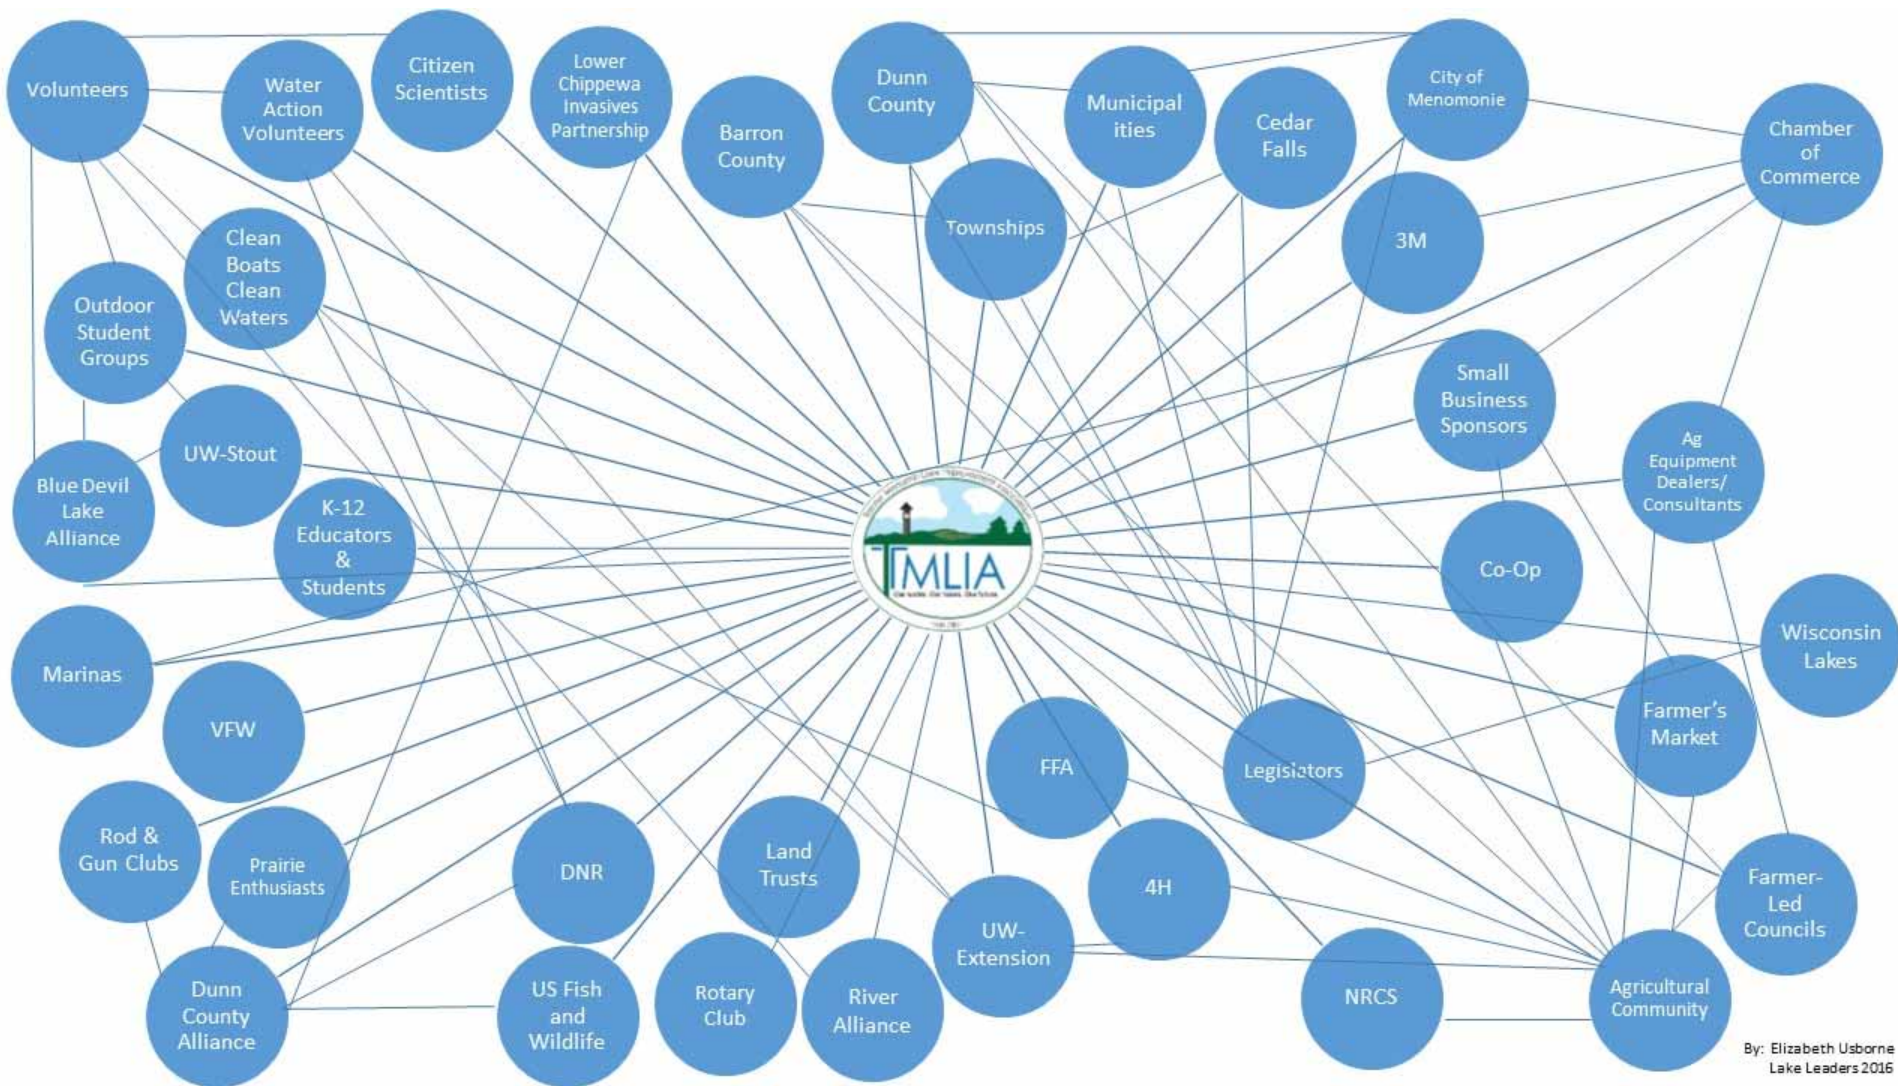 Volunteers
Water
Action
Volunteers
Citizen
Scientists
Lower
Chippewa
Invasives
Partnership
Barron
County
Dunn
County
Municipal
ities
Cedar
Falls
City of
Menomonie
Chamber
of
Commerce
Townships
3M
Clean
Boats
Clean
Waters
Outdoor
Student
Groups
UW-Stout
Blue Devil
Lake
Alliance
K-12
Educators
&
Students
Small
Business
Sponsors
Ag
Equipment
Dealers/
Consultants
TMLIA
Our water. Our future.
Co-Op
Wisconsin
Lakes
Marinas
VFW
Farmer's
Market
FFA
Legislators
Rod &
Gun Clubs
Prairie
Enthusiasts
DNR
Land
Trusts
4H
Farmer-
Led
Councils
UW-
Extension
Dunn
County
Alliance
US Fish
and
Wildlife
Rotary
Club
River
Alliance
NRCS
Agricultural
Community
By: Elizabeth Usborne
Lake Leaders 2016